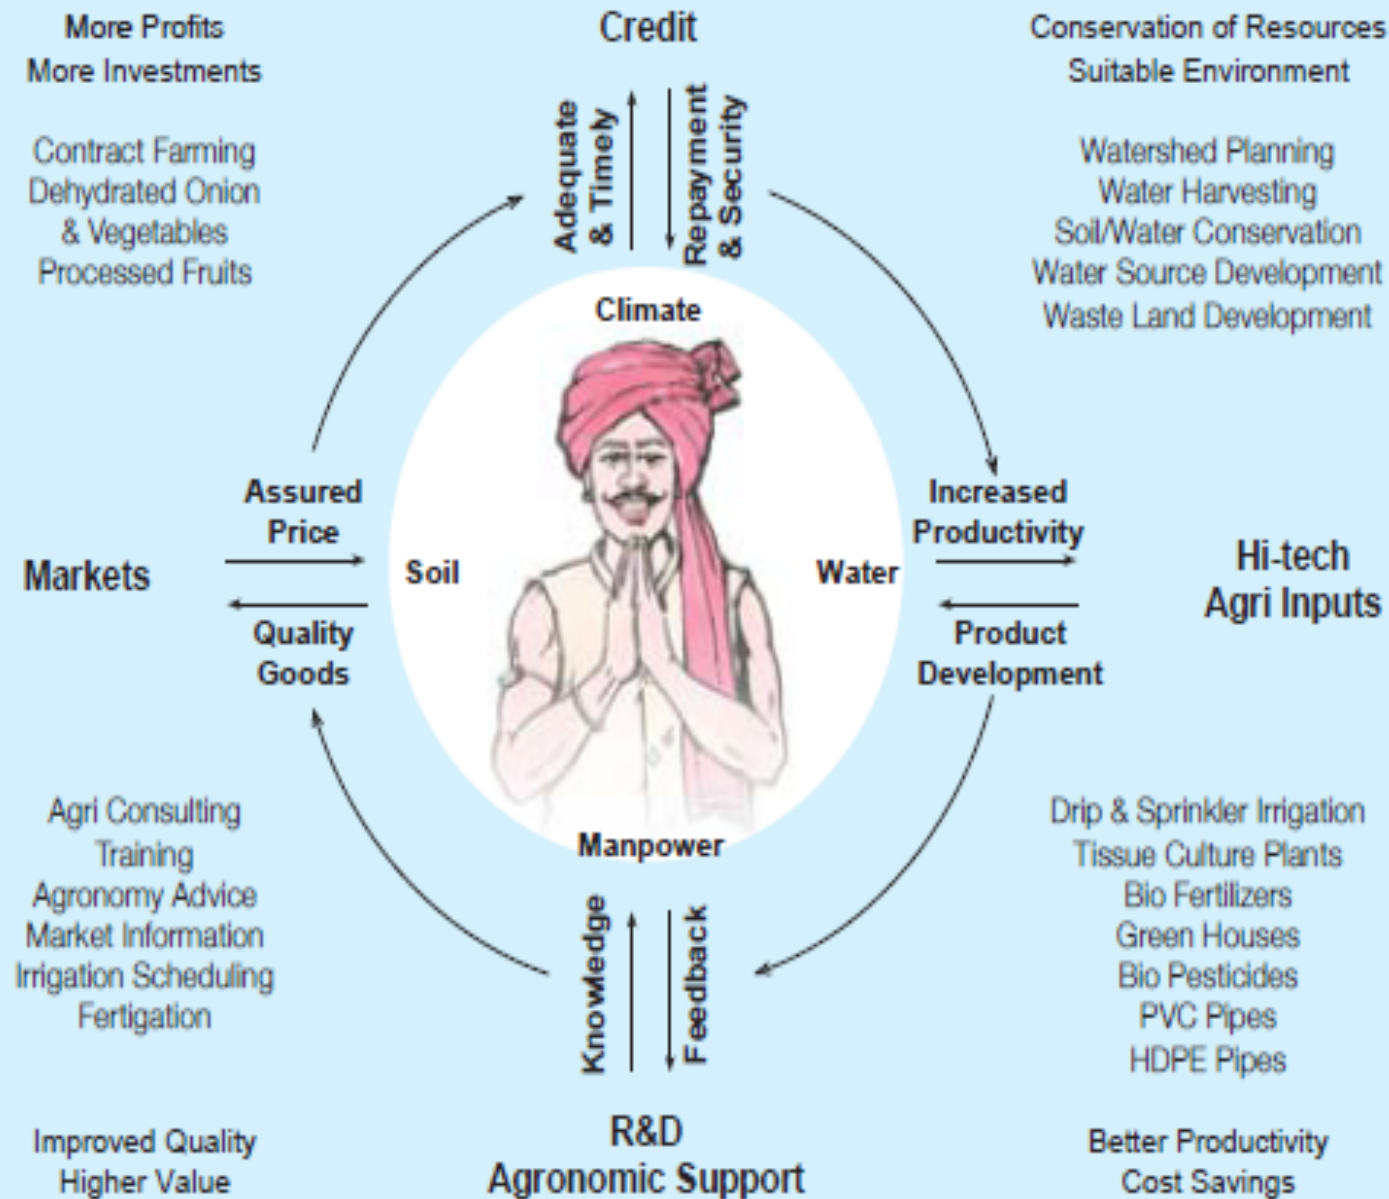 More Profits
More Investments
Contract Farming
Dehydrated Onion
& Vegetables
Processed Fruits
Credit
Adequate
& Timely
Repayment
& Security
Conservation of Resources
Suitable Environment
Watershed Planning
Water Harvesting
Soil/Water Conservation
Water Source Development
Waste Land Development
Climate
Assured
Price
Markets
Quality
Goods
Soil
Water
Increased
Productivity
Hi-tech
Agri Inputs
Product
Development
Manpower
Agri Consulting
Training
Agronomy Advice
Market Information
Irrigation Scheduling
Fertigation
Improved Quality
Higher Value
Knowledge
Feedback
R&D
Agronomic Support
Drip & Sprinkler Irrigation
Tissue Culture Plants
Bio Fertilizers
Green Houses
Bio Pesticides
PVC Pipes
HDPE Pipes
Better Productivity
Cost Savings